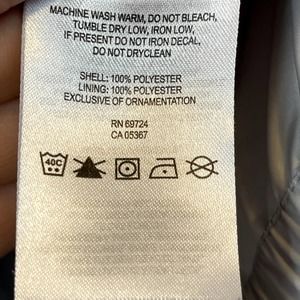 MACHINE WASH WARM, DO NOT BLEACH,
TUMBLE DRY LOW, IRON LOW,
IF PRESENT DO NOT IRON DECAL,
DO NOT DRYCLEAN
SHELL: 100% POLYESTER
LINING: 100% POLYESTER
EXCLUSIVE OF ORNAMENTATION
RN 69724
CA 05367
40C